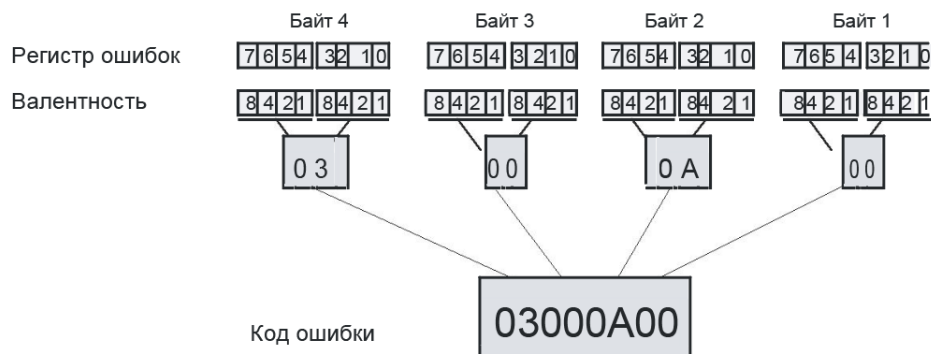 Байт 4 Байт 3 Байт 2 Байт 1
Регистр ошибок 7 6 5 4 3 2 1 0 7 6 5 4 3 2 1 0 7 6 5 4 3 2 1 0 7 6 5 4 3 2 1 0
Валентность 8 4 2 1 8 4 2 1 8 4 2 1 8 4 2 1 8 4 2 1 8 4 2 1 8 4 2 1 8 4 2 1
0 3 0 0 0 A 0 0
Код ошибки 03000A00